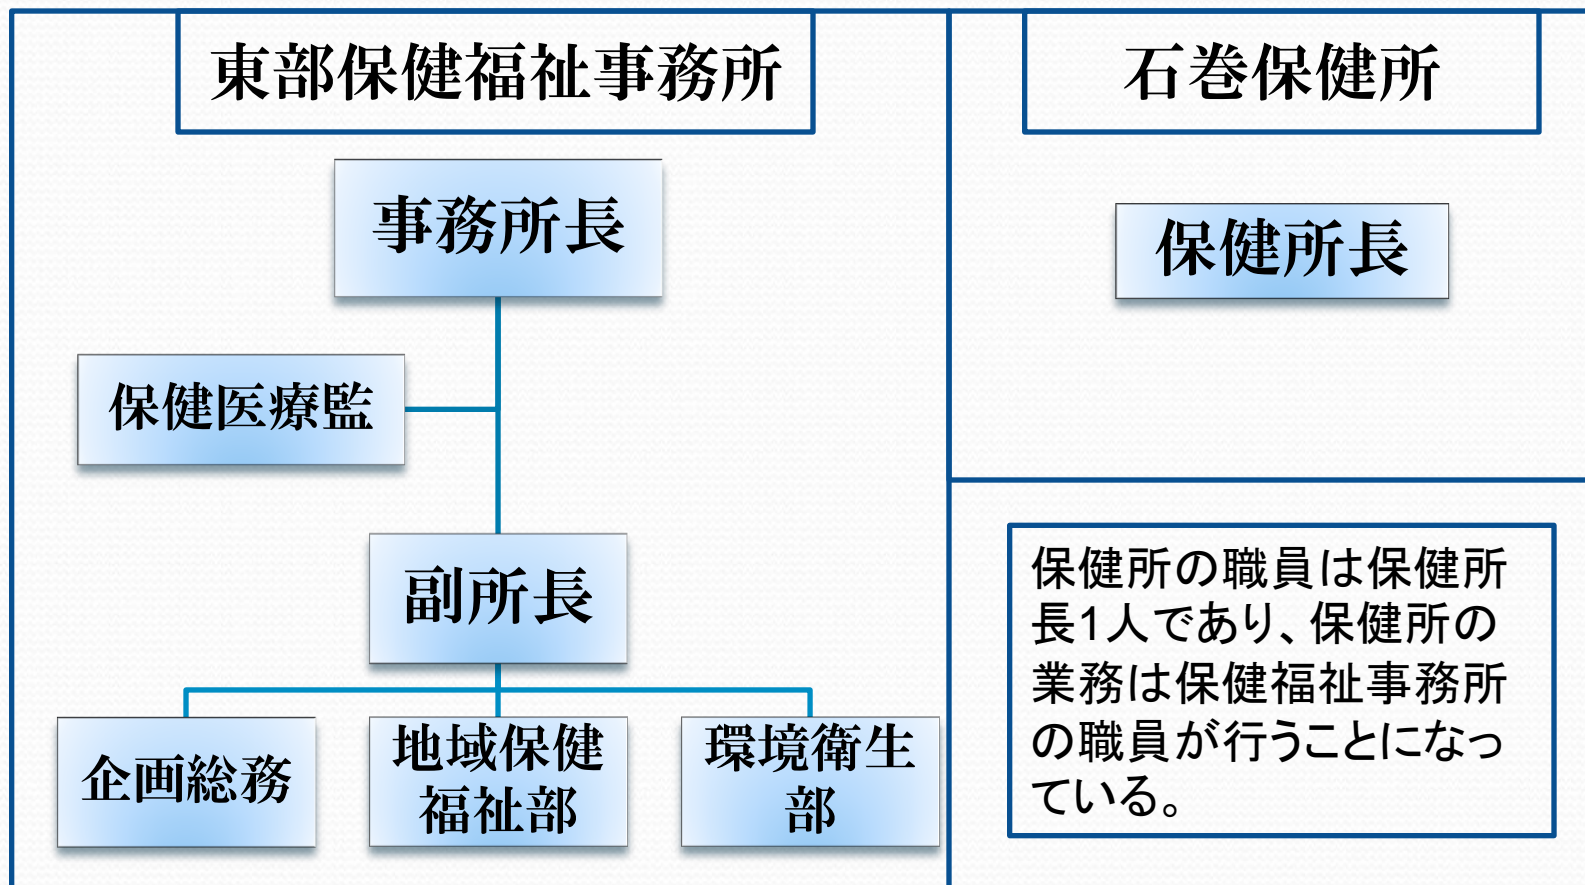 東部保健福祉事務所
事務所長
保健医療監
副所長
企画総務
地域保健
福祉部
環境衛生
部
石巻保健所
保健所長
保健所の職員は保健所
長1人であり、保健所の
業務は保健福祉事務所
の職員が行うことになっ
ている。